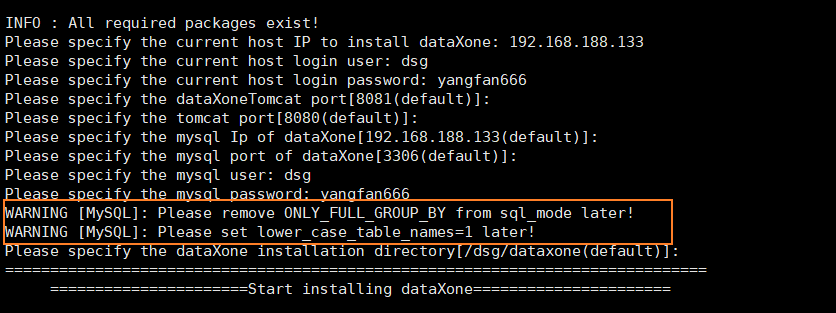 INFO : All required packages exist!
Please specify the current host IP to install dataXone: 192.168.188.133
Please specify the current host login user: dsg
Please specify the current host login password: yangfan666
Please specify the dataXoneTomcat port[8081(default)]:
Please specify the tomcat port[8080(default)]:
Please specify the mysql Ip of dataXone[192.168.188.133(default)]:
Please specify the mysql port of dataXone[3306(default)]:
Please specify the mysql user: dsg
Please specify the mysql password: yangfan666
WARNING [MySQL]: Please remove ONLY_FULL_GROUP_BY from sql_mode later!
WARNING [MySQL]: Please set lower_case_table_names=1 later!
Please specify the dataXone installation directory[/dsg/dataxone(default)]:
==============================================================================
======================Start installing dataXone======================